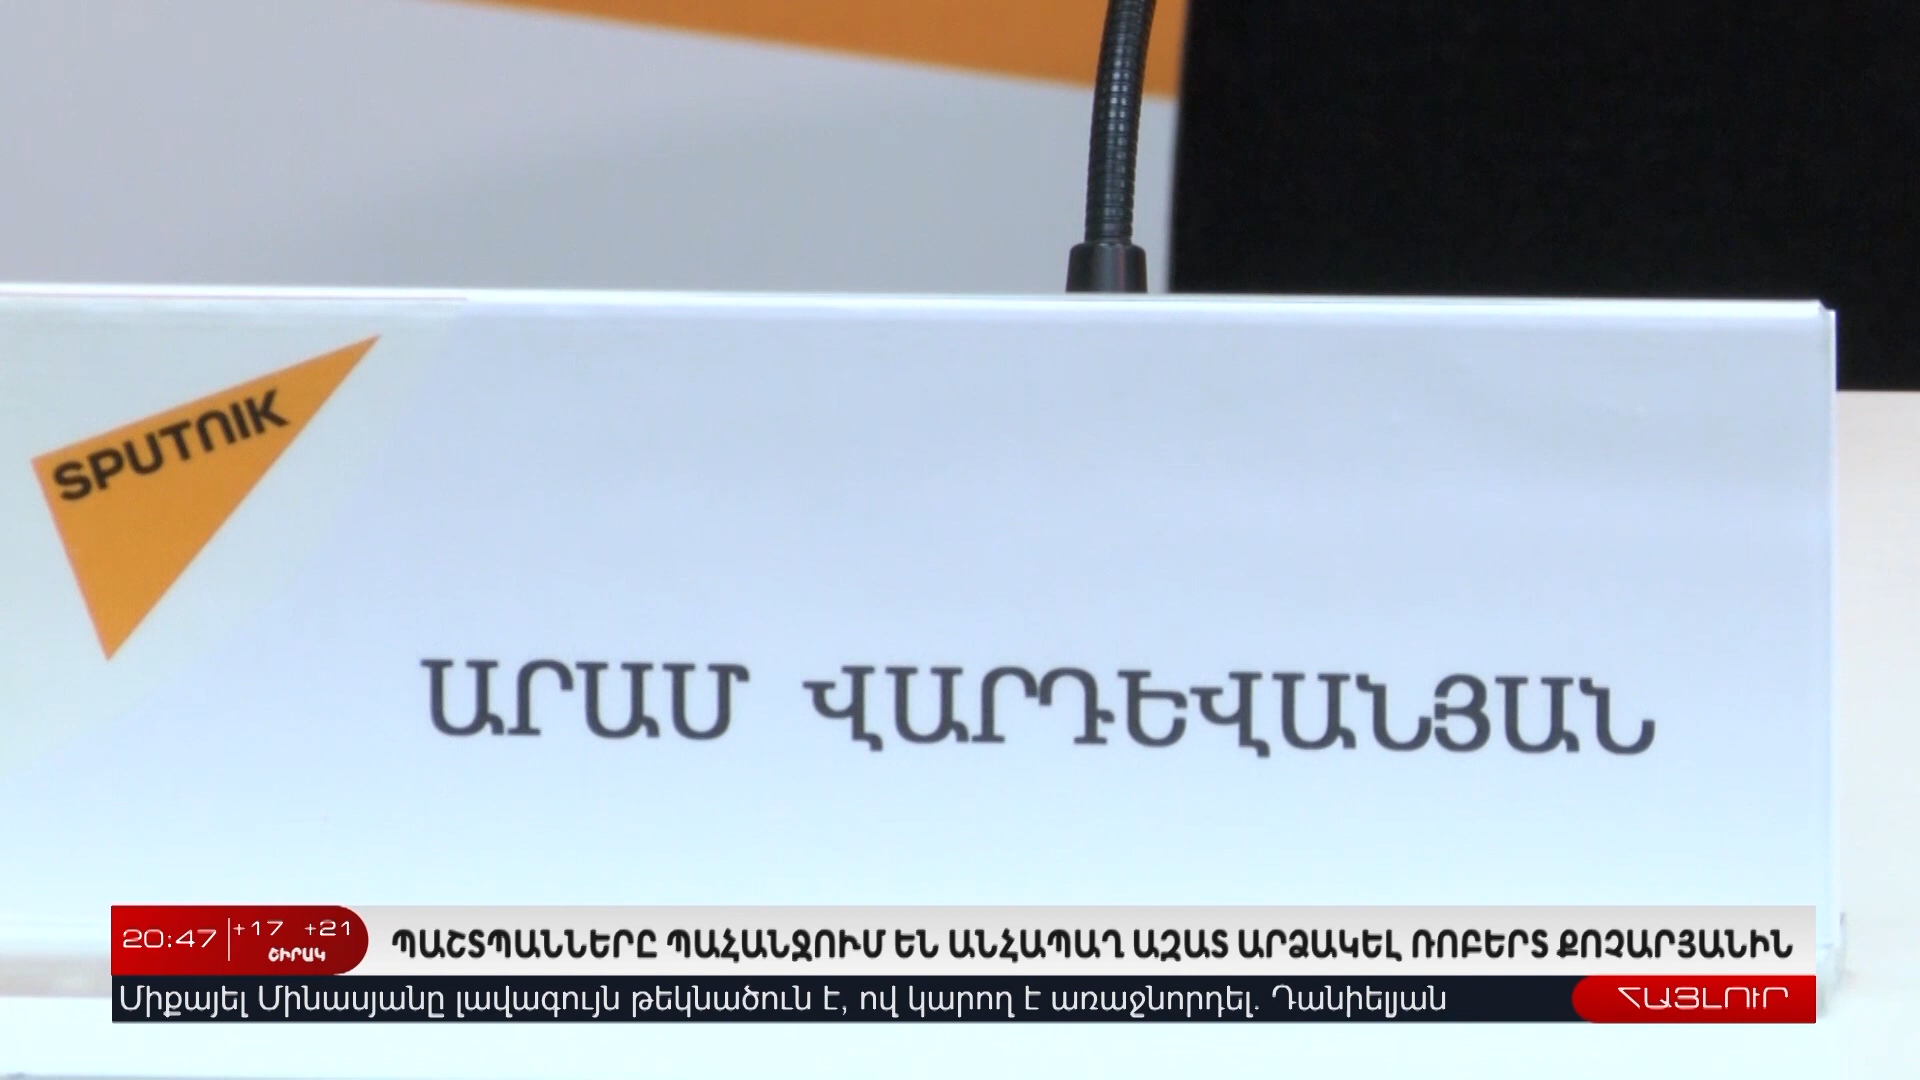 SPUTNIK
ԱՐԱՄ ՎԱՐԴԵՎԱՆՅԱՆ
20:47
+17 +21
ՇԻՐԱԿ
ՊԱՇՏՊԱՆՆԵՐԸ ՊԱՀԱՆՋՈՒՄ ԵՆ ԱՆՀԱՊԱՂ ԱԶԱՏ ԱՐՁԱԿԵԼ ՌՈԲԵՐՏ ՔՈՉԱՐՅԱՆԻՆ
Միքայել Մինասյանը լավագույն թեկնածուն է, ով կարող է առաջնորդել. Դանիելյան
ՀԱՅԼՈՒՐ